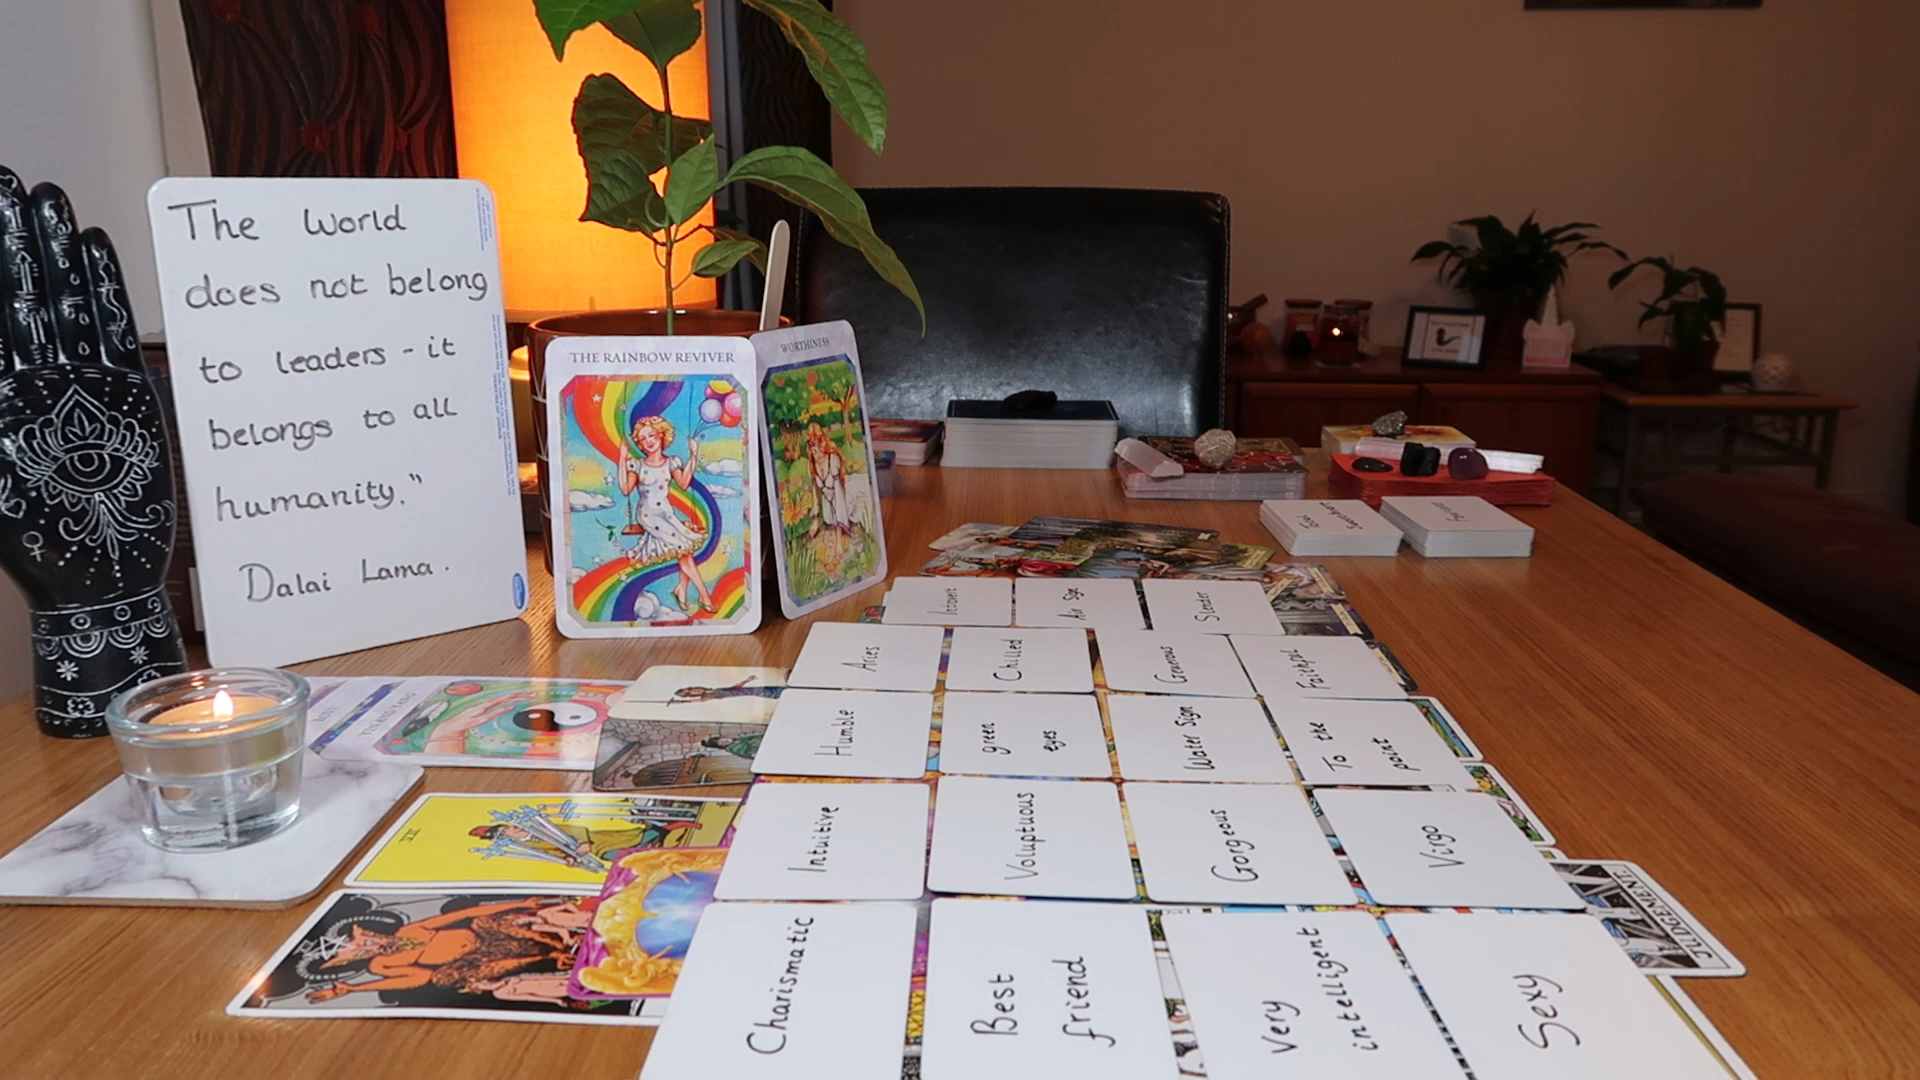 The World
does not belong
to leaders - it
belongs to all
humanity."
Dalai Lama.
THE RAINBOW REVIVER
WORTHINESS
Introvert
Air Sign
Slender
Aries
Chilled
Generous
Faithful
Humble
green
eyes
Water Sign
To the
point
Intuitive
Voluptuous
Gorgeous
Virgo
Charismatic
Best
friend
Very
intelligent
Sexy
JUDGEMENT.